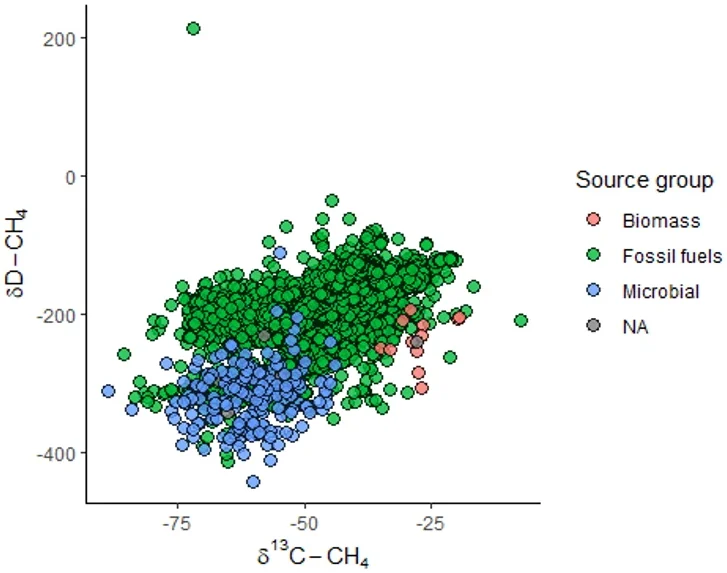 200
0
-200
-400
δD−CH₄
-75 -50 -25
δ¹³C−CH₄
Source group
Biomass
Fossil fuels
Microbial
NA